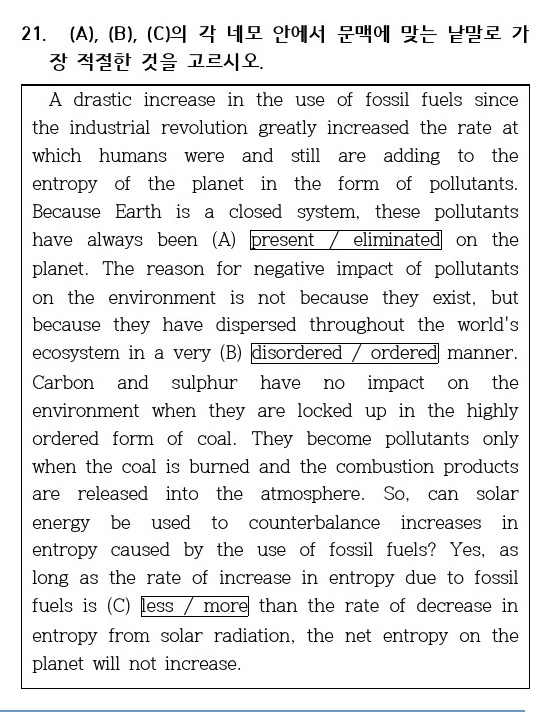 21. (A), (B), (C)의 각 네모 안에서 문맥에 맞는 낱말로 가
장 적절한 것을 고르시오.
A drastic increase in the use of fossil fuels since
the industrial revolution greatly increased the rate at
which humans were and still are adding to the
entropy of the planet in the form of pollutants.
Because Earth is a closed system, these pollutants
have always been (A) present / eliminated on the
planet. The reason for negative impact of pollutants
on the environment is not because they exist, but
because they have dispersed throughout the world's
ecosystem in a very (B) disordered / ordered manner.
Carbon and sulphur have no impact on the
environment when they are locked up in the highly
ordered form of coal. They become pollutants only
when the coal is burned and the combustion products
are released into the atmosphere. So, can solar
energy be used to counterbalance increases in
entropy caused by the use of fossil fuels? Yes, as
long as the rate of increase in entropy due to fossil
fuels is (C) less / more than the rate of decrease in
entropy from solar radiation, the net entropy on the
planet will not increase.